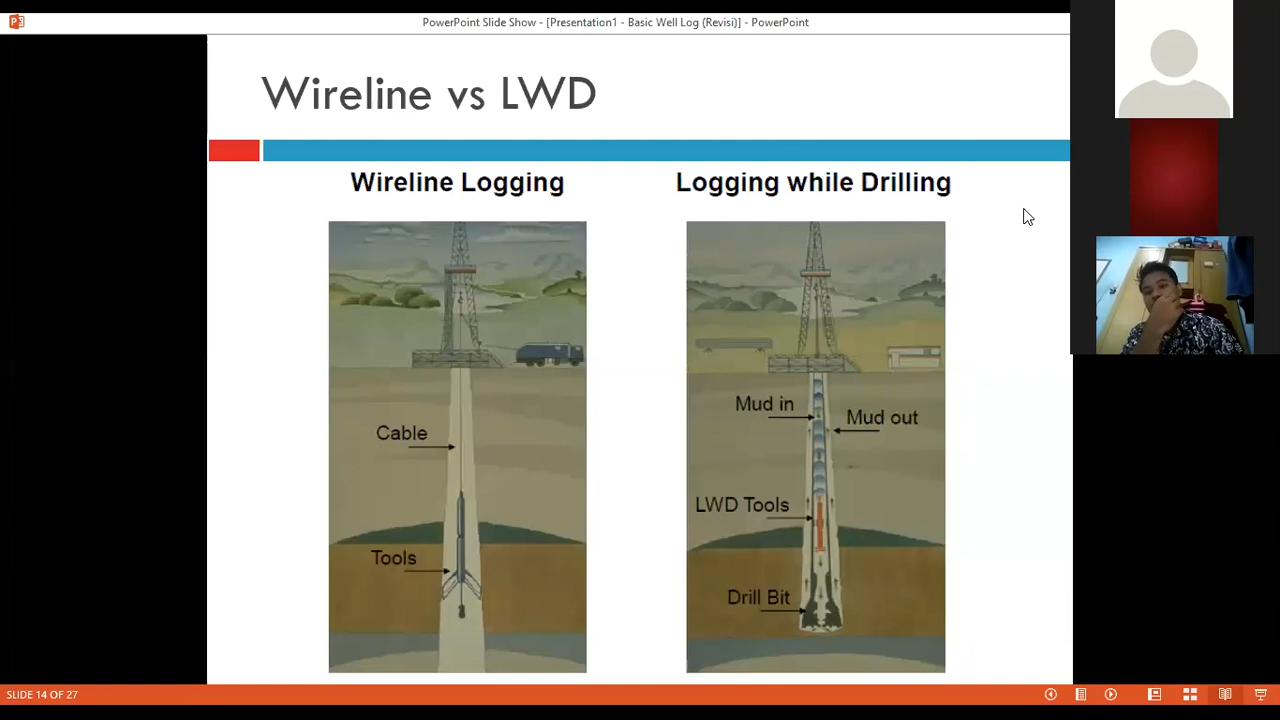 PowerPoint Slide Show - [Presentation1 - Basic Well Log (Revisi)] - PowerPoint
Wireline vs LWD
Wireline Logging
Logging while Drilling
Cable
Tools
Mud in
Mud out
LWD Tools
Drill Bit
SLIDE 14 OF 27